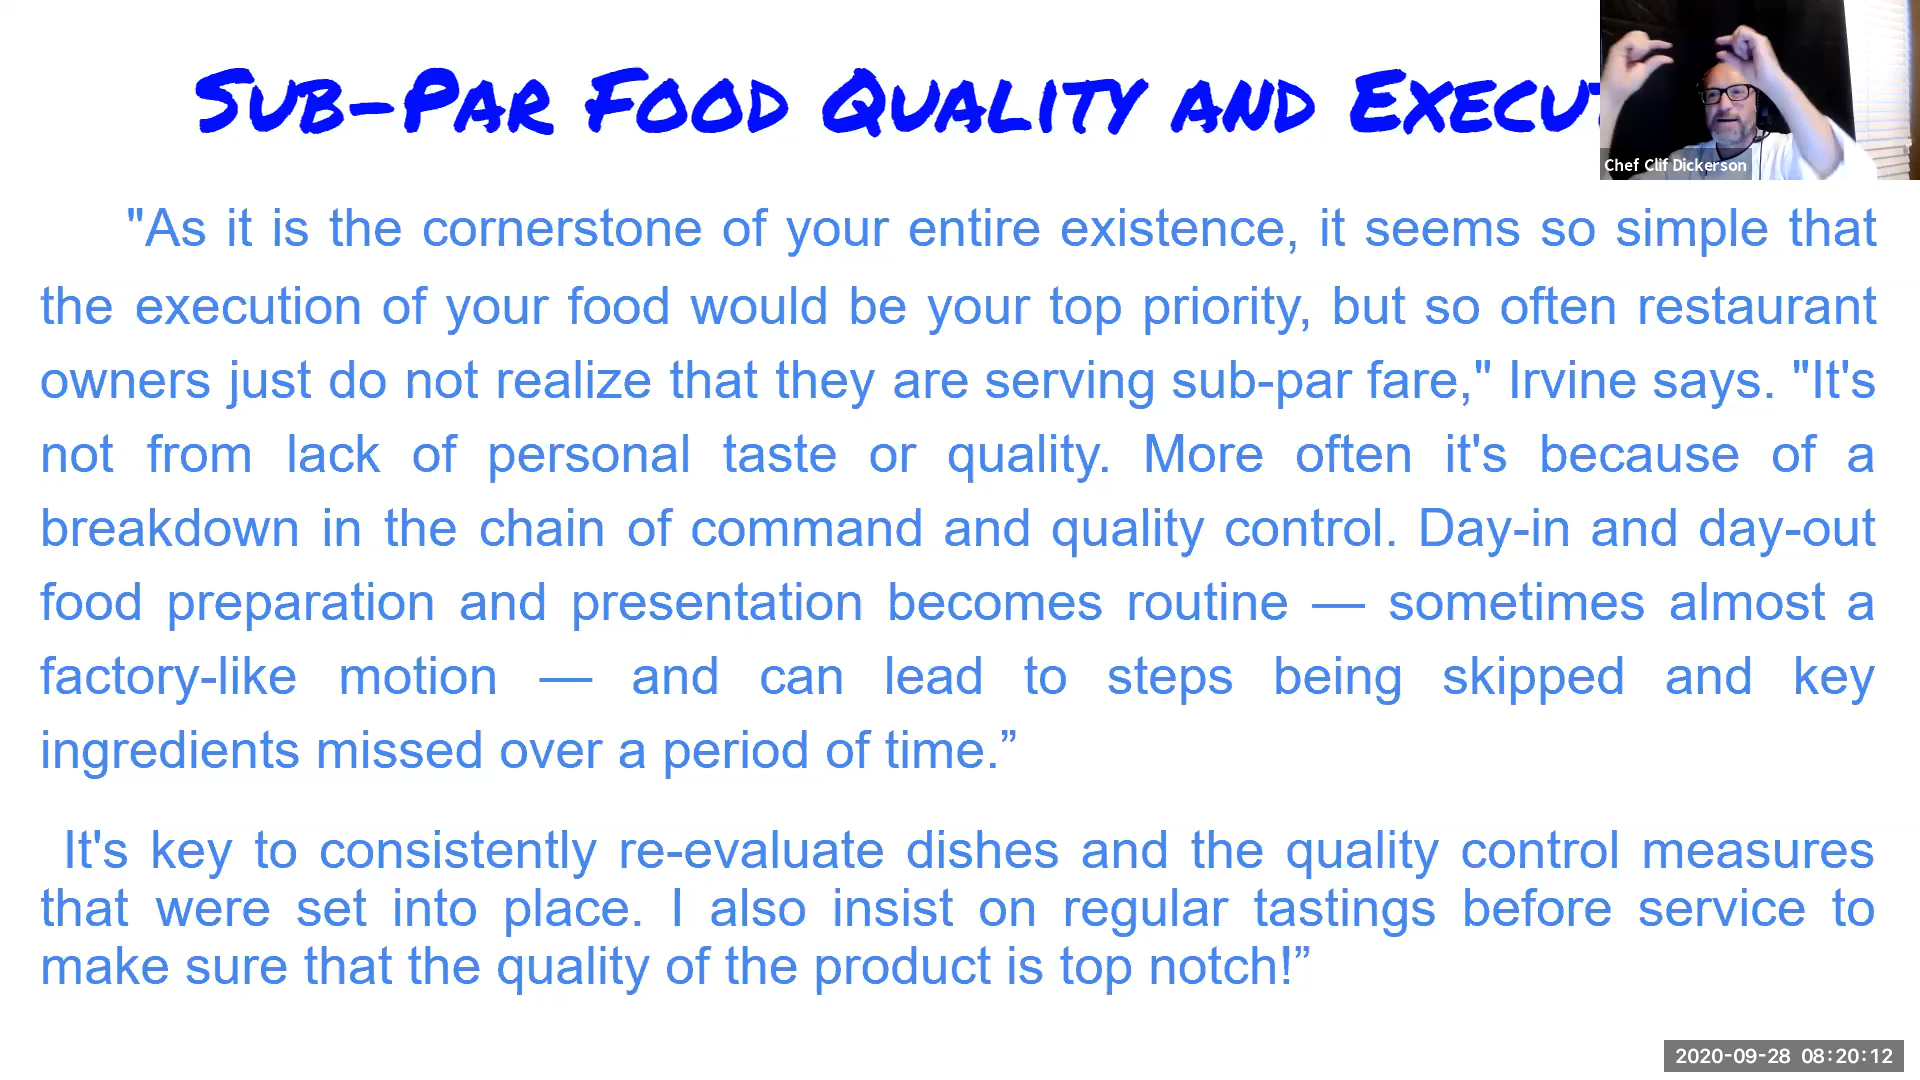 Sub-Par Food Quality and Execut
Chef Clif Dickerson
"As it is the cornerstone of your entire existence, it seems so simple that
the execution of your food would be your top priority, but so often restaurant
owners just do not realize that they are serving sub-par fare," Irvine says. "It's
not from lack of personal taste or quality. More often it's because of a
breakdown in the chain of command and quality control. Day-in and day-out
food preparation and presentation becomes routine — sometimes almost a
factory-like motion — and can lead to steps being skipped and key
ingredients missed over a period of time.”
It's key to consistently re-evaluate dishes and the quality control measures
that were set into place. I also insist on regular tastings before service to
make sure that the quality of the product is top notch!”
2020-09-28 08:20:12